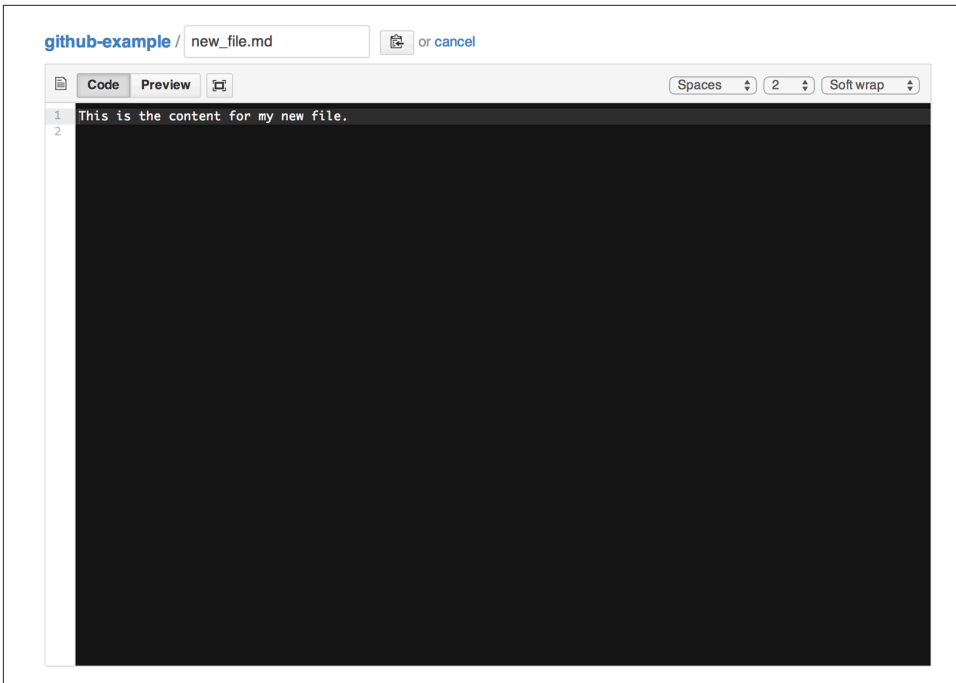 github-example / new_file.md or cancel
Code Preview Spaces 2 Soft wrap
1 This is the content for my new file.
2